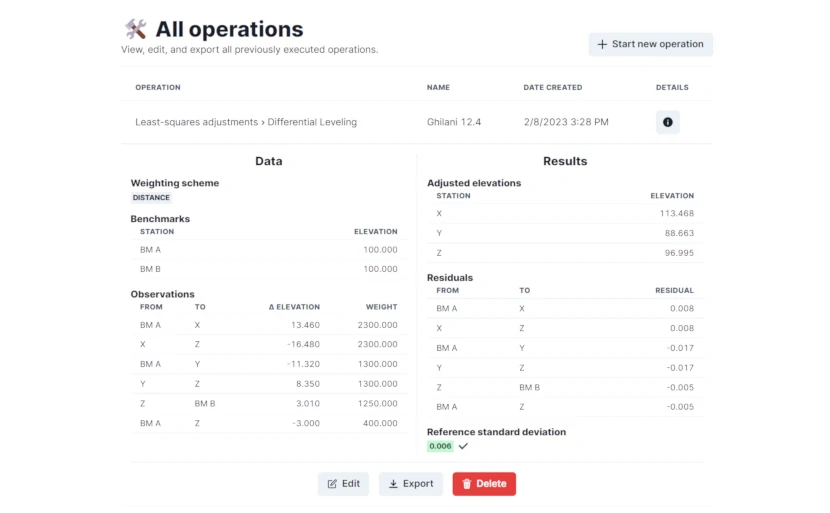 All operations
View, edit, and export all previously executed operations.
Start new operation
OPERATION NAME DATE CREATED DETAILS
Least-squares adjustments › Differential Leveling Ghilani 12.4 2/8/2023 3:28 PM
Data
Weighting scheme
DISTANCE
Benchmarks
STATION ELEVATION
BM A 100.000
BM B 100.000
Observations
FROM TO Δ ELEVATION WEIGHT
BM A X 13.460 2300.000
X Z -16.480 2300.000
BM A Y -11.320 1300.000
Y Z 8.350 1300.000
Z BM B 3.010 1250.000
BM A Z -3.000 400.000
Results
Adjusted elevations
STATION ELEVATION
X 113.468
Y 88.663
Z 96.995
Residuals
FROM TO RESIDUAL
BM A X 0.008
X Z 0.008
BM A Y -0.017
Y Z -0.017
Z BM B -0.005
BM A Z -0.005
Reference standard deviation
0.006
Edit Export Delete